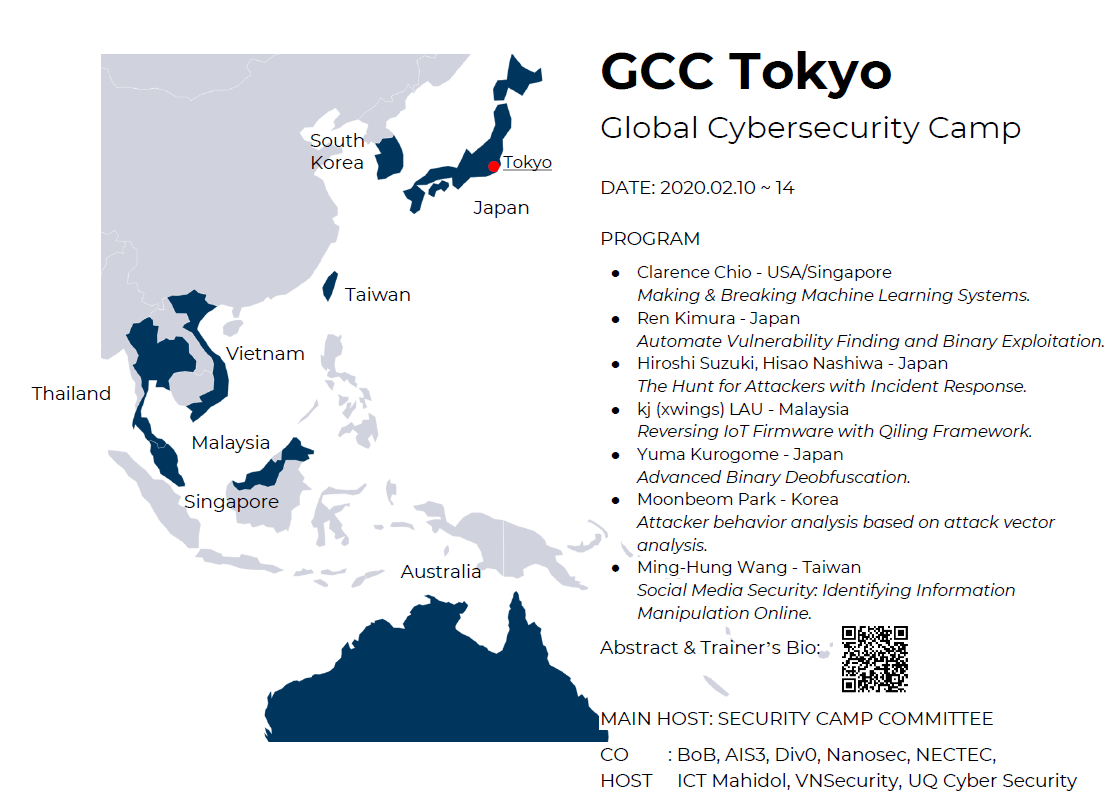 GCC Tokyo
Global Cybersecurity Camp
DATE: 2020.02.10 ~ 14
PROGRAM
● Clarence Chio - USA/Singapore
Making & Breaking Machine Learning Systems.
● Ren Kimura - Japan
Automate Vulnerability Finding and Binary Exploitation.
● Hiroshi Suzuki, Hisao Nashiwa - Japan
The Hunt for Attackers with Incident Response.
● kj (xwings) LAU - Malaysia
Reversing IoT Firmware with Qiling Framework.
● Yuma Kurogome - Japan
Advanced Binary Deobfuscation.
● Moonbeom Park - Korea
Attacker behavior analysis based on attack vector
analysis.
● Ming-Hung Wang - Taiwan
Social Media Security: Identifying Information
Manipulation Online.
Abstract & Trainer's Bio:
MAIN HOST: SECURITY CAMP COMMITTEE
CO : BoB, AIS3, Div0, Nanosec, NECTEC,
HOST ICT Mahidol, VNSecurity, UQ Cyber Security
South
Korea
Tokyo
Japan
Taiwan
Vietnam
Thailand
Malaysia
Singapore
Australia